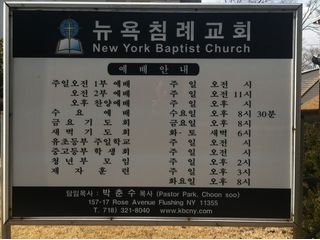 뉴욕침례교회
New York Baptist Church
예 배 안 내
주일오전 1부 예배 주 일 오전 시
오전 2부 예배 주 일 오전 11시
오후 찬양예배 주 일 오후 시
수 요 예 배 수요일 오후 8시 30분
금 요 기 도 회 금요일 오후 8시
새 벽 기 도 회 화~토 새벽 6시
유초등부 주일학교 주 일 오전 시
중고등부 학 생 회 주 일 오전 시
청 년 부 모 임 주 일 오후 2시
제 자 훈 련 주 일 오후 3시
화요일 오후 8시
담임목사 : 박 춘 수 목사 (Pastor Park, Choon soo)
157-17 Rose Avenue Flushing NY 11355
T. 718) 321-8040 www.kbcny.com